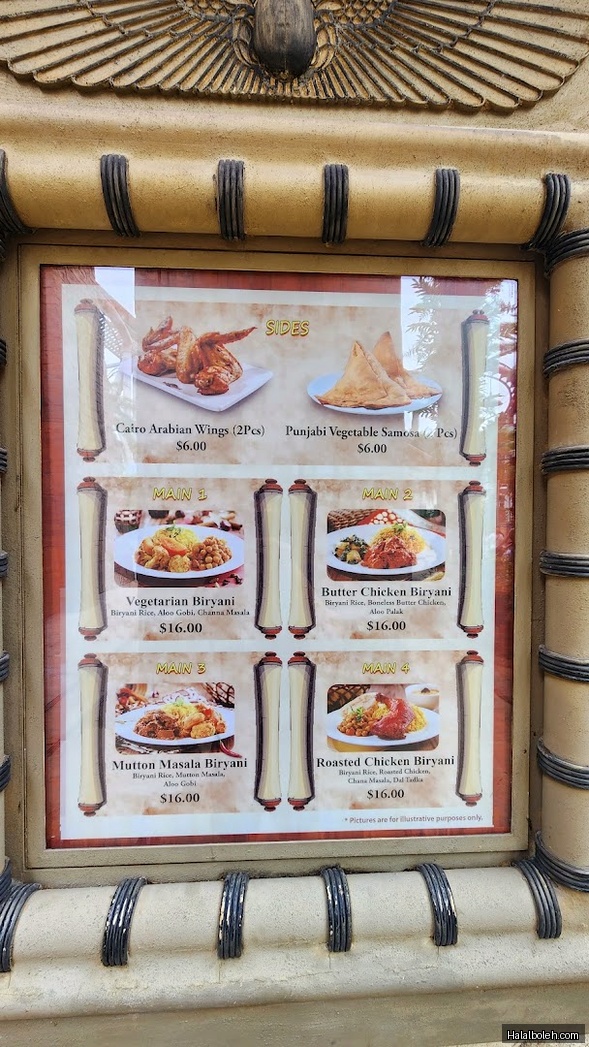 SIDES
Cairo Arabian Wings (2Pcs)
$6.00
Punjabi Vegetable Samosa (2Pcs)
$6.00
MAIN 1
Vegetarian Biryani
Biryani Rice, Aloo Gobi, Channa Masala
$16.00
MAIN 2
Butter Chicken Biryani
Biryani Rice, Boneless Butter Chicken,
Aloo Palak
$16.00
MAIN 3
Mutton Masala Biryani
Biryani Rice, Mutton Masala,
Aloo Gobi
$16.00
MAIN 4
Roasted Chicken Biryani
Biryani Rice, Roasted Chicken,
Chana Masala, Dal Tadka
$16.00
* Pictures are for illustrative purposes only.
Halalboleh.com